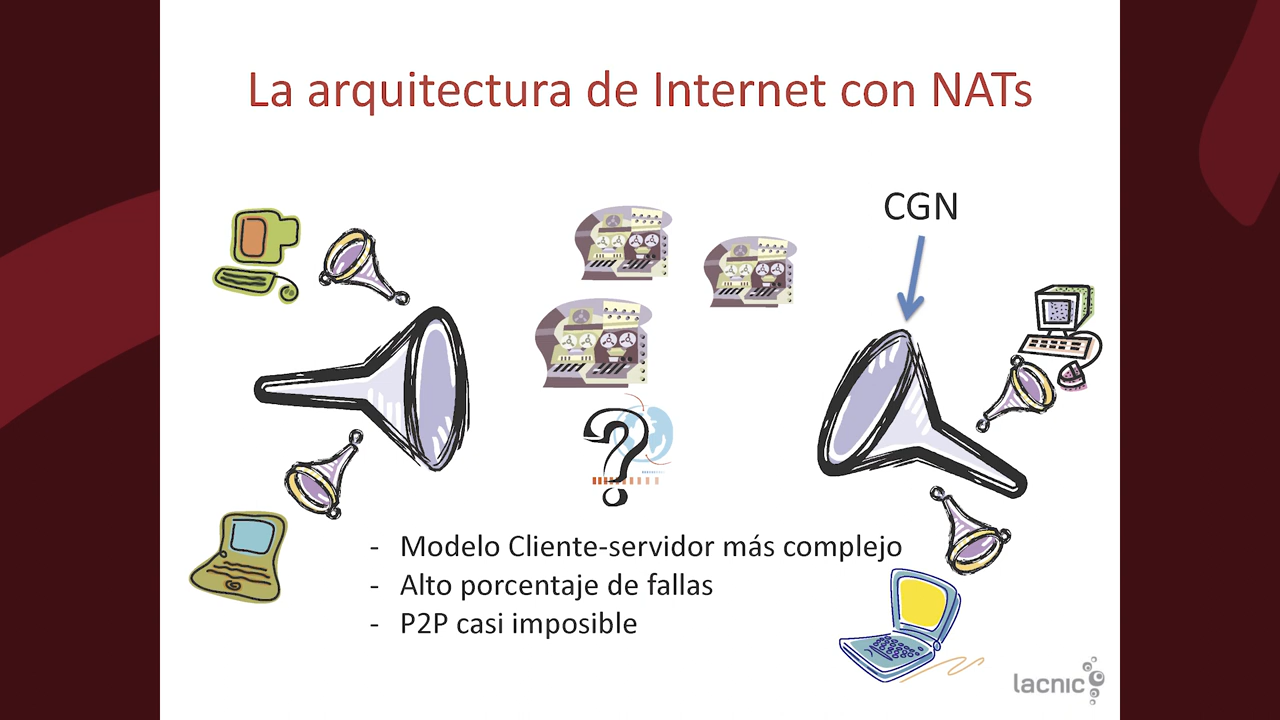 La arquitectura de Internet con NATs
CGN
- Modelo Cliente-servidor más complejo
- Alto porcentaje de fallas
- P2P casi imposible
lacnic